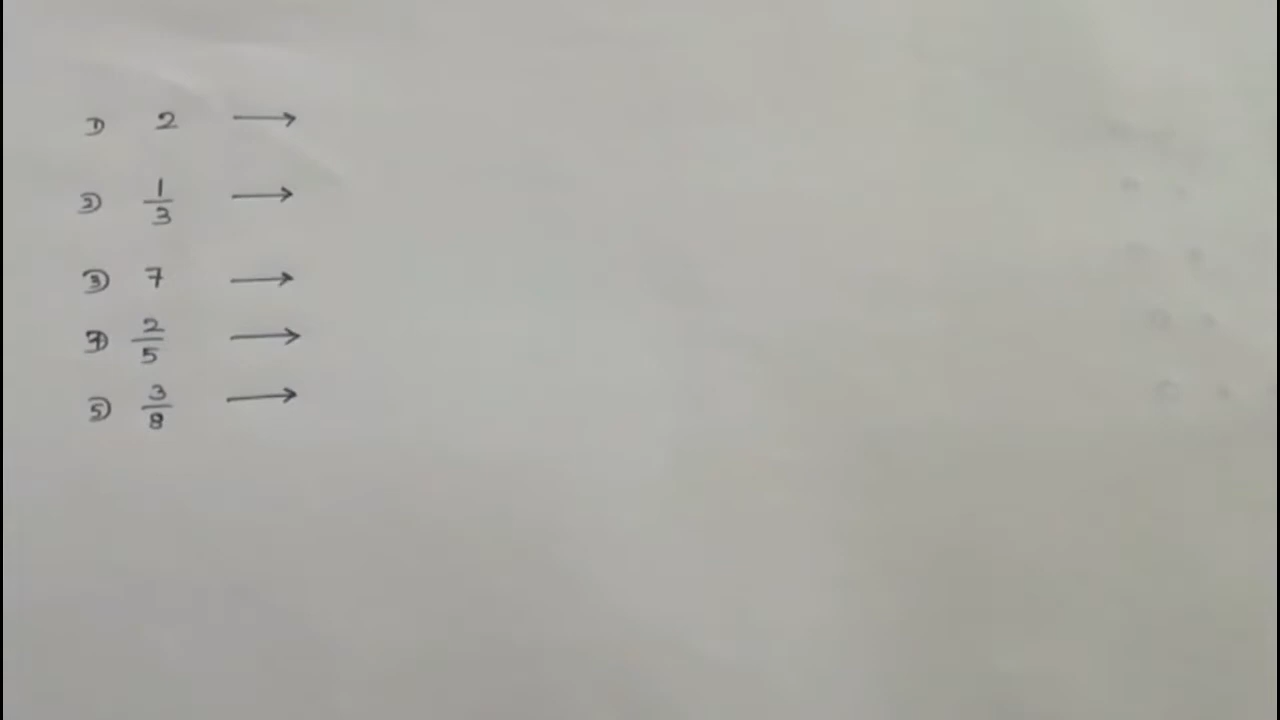 ① 2 →
② 1/3 →
③ 7 →
④ 2/5 →
⑤ 3/8 →